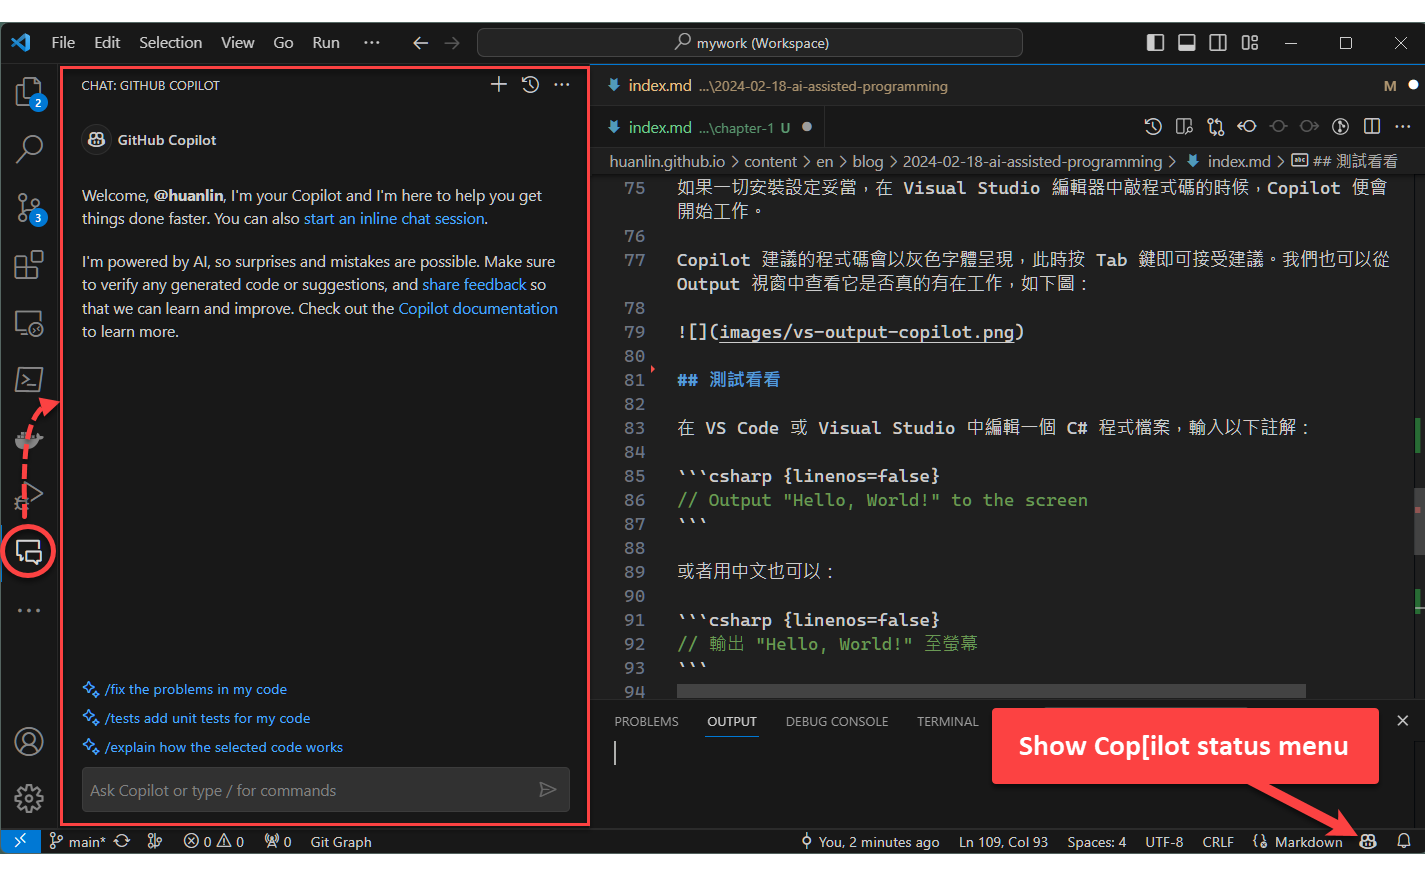 File Edit Selection View Go Run ··· mywork (Workspace)
2
3
CHAT: GITHUB COPILOT
GitHub Copilot
Welcome, @huanlin, I'm your Copilot and I'm here to help you get
things done faster. You can also start an inline chat session.
I'm powered by AI, so surprises and mistakes are possible. Make sure
to verify any generated code or suggestions, and share feedback so
that we can learn and improve. Check out the Copilot documentation
to learn more.
/fix the problems in my code
/tests add unit tests for my code
/explain how the selected code works
Ask Copilot or type / for commands
index.md ...\2024-02-18-ai-assisted-programming M
index.md ...\chapter-1 U
huanlin.github.io > content > en > blog > 2024-02-18-ai-assisted-programming > index.md > abc ## 測試看看
75 如果一切安裝設定妥當，在 Visual Studio 編輯器中敲程式碼的時候，Copilot 便會
開始工作。
76
77 Copilot 建議的程式碼會以灰色字體呈現，此時按 Tab 鍵即可接受建議。我們也可以從
Output 視窗中查看它是否真的有在工作，如下圖：
78
79 ![](images/vs-output-copilot.png)
80
81 ## 測試看看
82
83 在 VS Code 或 Visual Studio 中編輯一個 C# 程式檔案，輸入以下註解：
84
85 ```csharp {linenos=false}
86 // Output "Hello, World!" to the screen
87 ```
88
89 或者用中文也可以：
90
91 ```csharp {linenos=false}
92 // 輸出 "Hello, World!" 至螢幕
93 ```
94
PROBLEMS OUTPUT DEBUG CONSOLE TERMINAL
Show Cop[ilot status menu
main* 0 0 0 Git Graph You, 2 minutes ago Ln 109, Col 93 Spaces: 4 UTF-8 CRLF Markdown